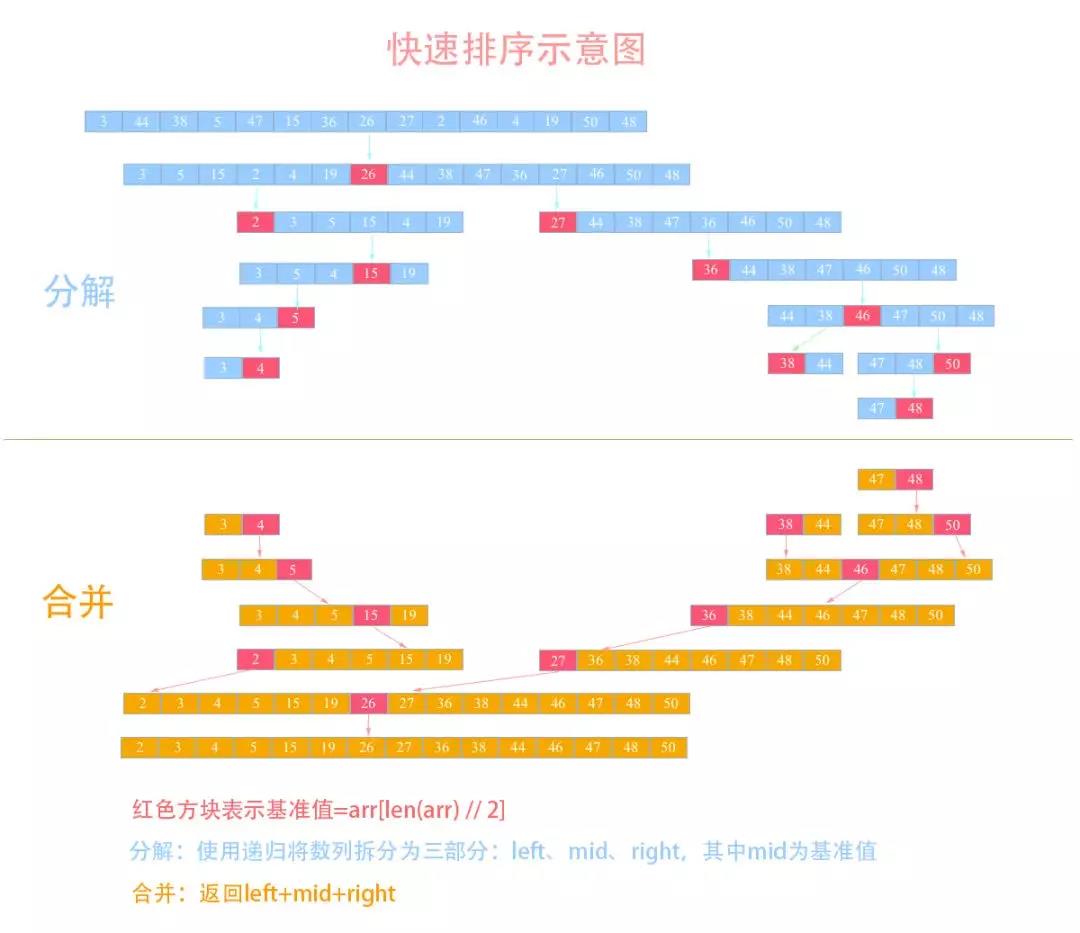 快速排序示意图
3 44 38 5 47 15 36 26 27 2 46 4 19 50 48
3 5 15 2 4 19 26 44 38 47 36 27 46 50 48
2 3 5 15 4 19 27 44 38 47 36 46 50 48
分解
3 5 4 15 19 36 44 38 47 46 50 48
3 4 5 44 38 46 47 50 48
3 4 38 44 47 48 50
47 48
47 48
3 4 38 44 47 48 50
合并
3 4 5 38 44 46 47 48 50
3 4 5 15 19 36 38 44 46 47 48 50
2 3 4 5 15 19 27 36 38 44 46 47 48 50
2 3 4 5 15 19 26 27 36 38 44 46 47 48 50
2 3 4 5 15 19 26 27 36 38 44 46 47 48 50
红色方块表示基准值=arr[len(arr) // 2]
分解：使用递归将数列拆分为三部分：left、mid、right，其中mid为基准值
合并：返回left+mid+right